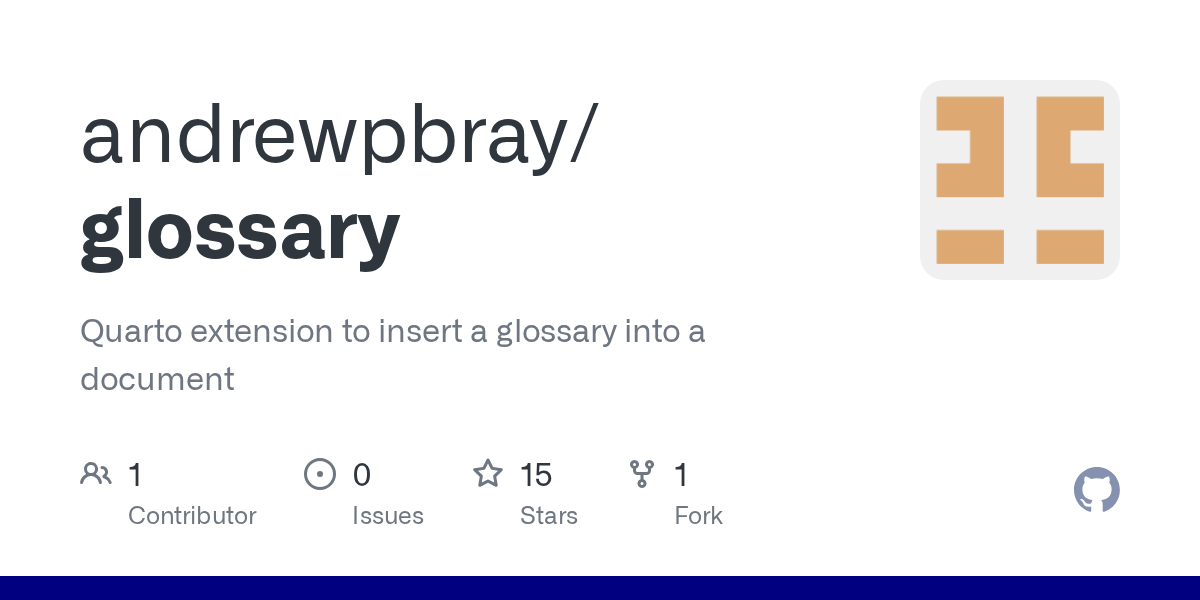 andrewpbray/
glossary
Quarto extension to insert a glossary into a
document
1 0 15 1
Contributor Issues Stars Fork